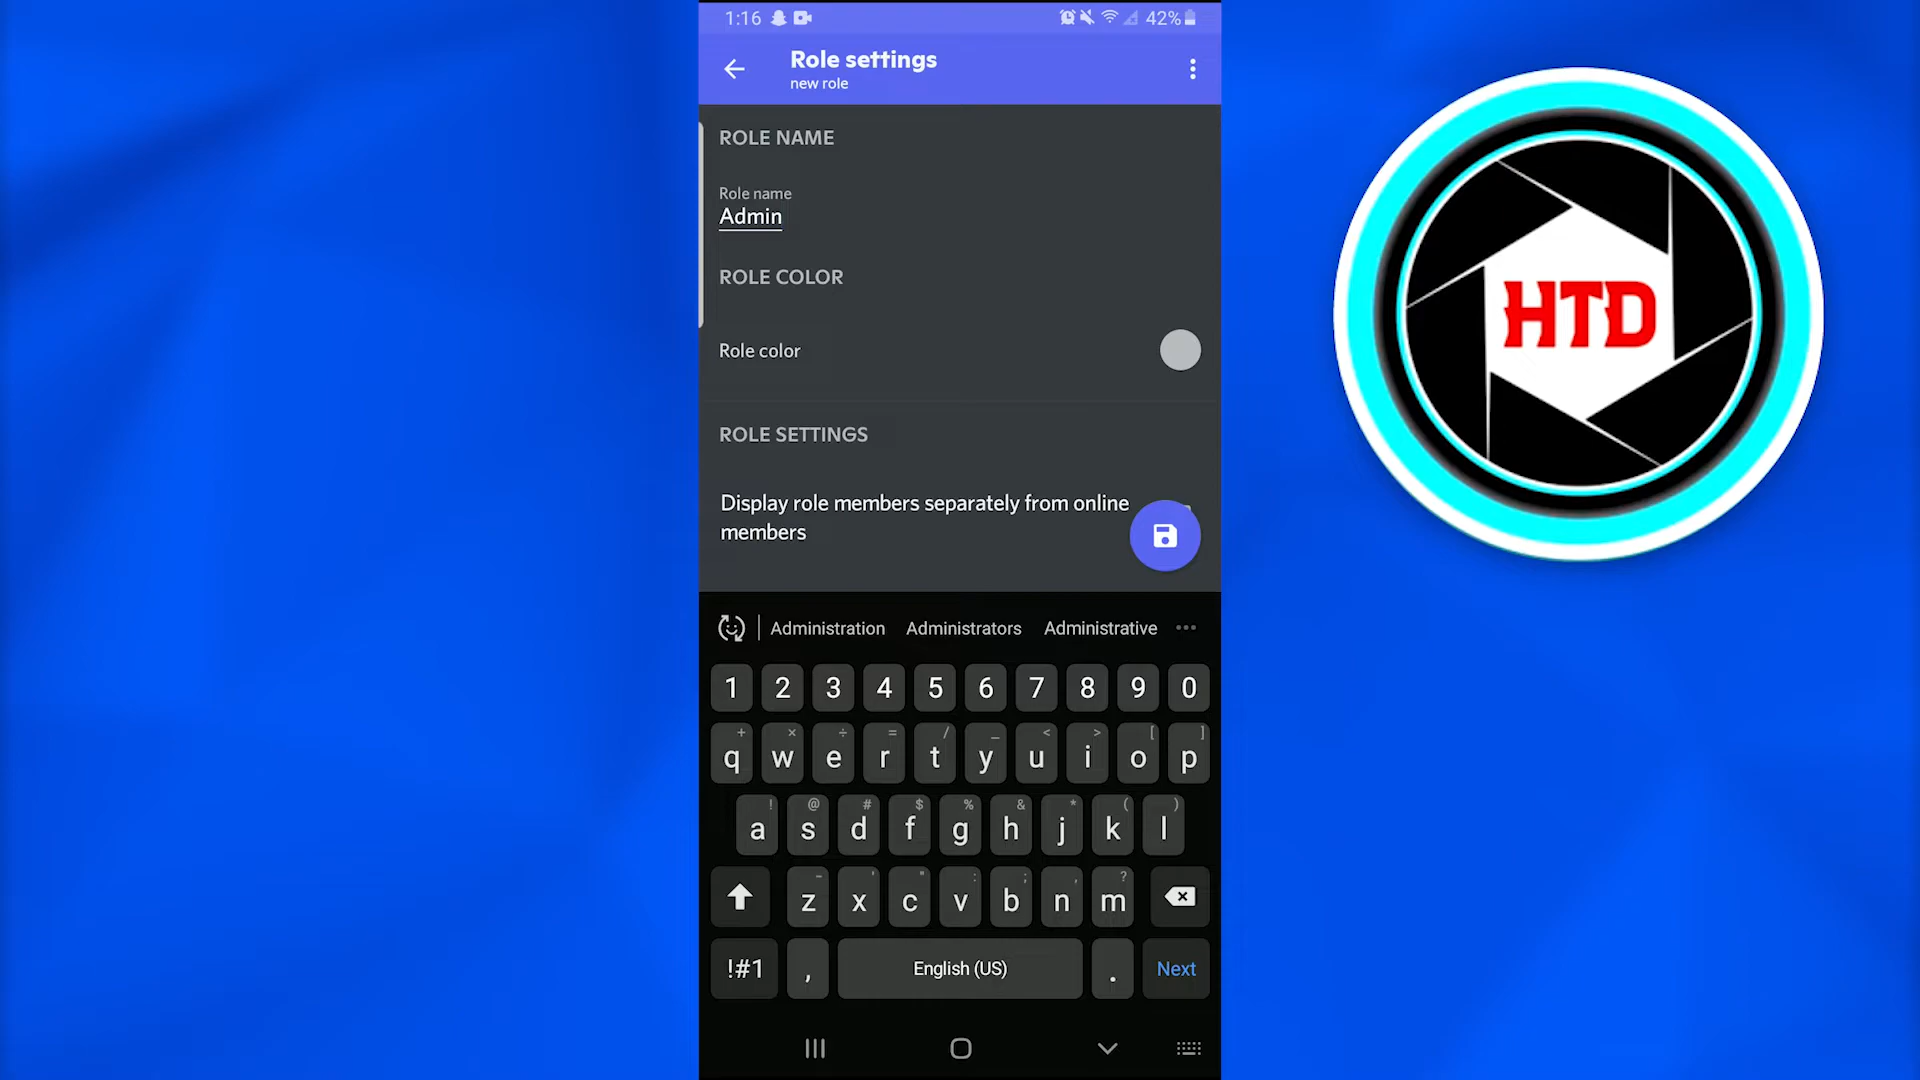 1:16
42%
Role settings
new role
ROLE NAME
Role name
Admin
ROLE COLOR
Role color
ROLE SETTINGS
Display role members separately from online
members
Administration Administrators Administrative
1 2 3 4 5 6 7 8 9 0
+ × ÷ = / _ < > [ ]
q w e r t y u i o p
! @ # $ % & * ( )
a s d f g h j k l
- ' " : ; , ?
z x c v b n m
!#1 , English (US) . Next
HTD